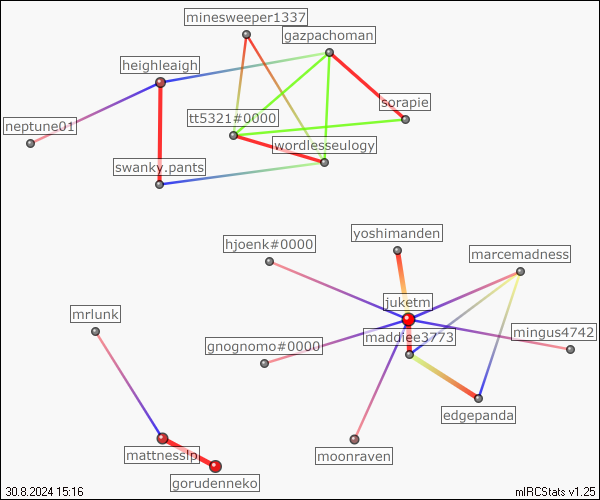 minesweeper1337
gazpachoman
heighleaigh
sorapie
neptune01
tt5321#0000
wordlesseulogy
swanky.pants
yoshimanden
hjoenk#0000
marcemadness
juketm
mrlunk
maddiee3773
mingus4742
gnognomo#0000
edgepanda
mattnesslp
moonraven
gorudenneko
30.8.2024 15:16
mIRCStats v1.25